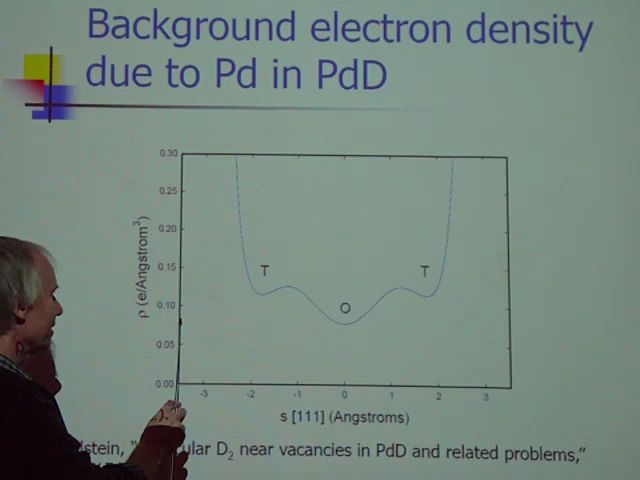 Background electron density
due to Pd in PdD
0.30
0.25
0.20
0.15
0.10
0.05
0.00
ρ (e/Angstrom³)
T
T
O
-3 -2 -1 0 1 2 3
s [111] (Angstroms)
stein, "
ular D₂ near vacancies in PdD and related problems,"